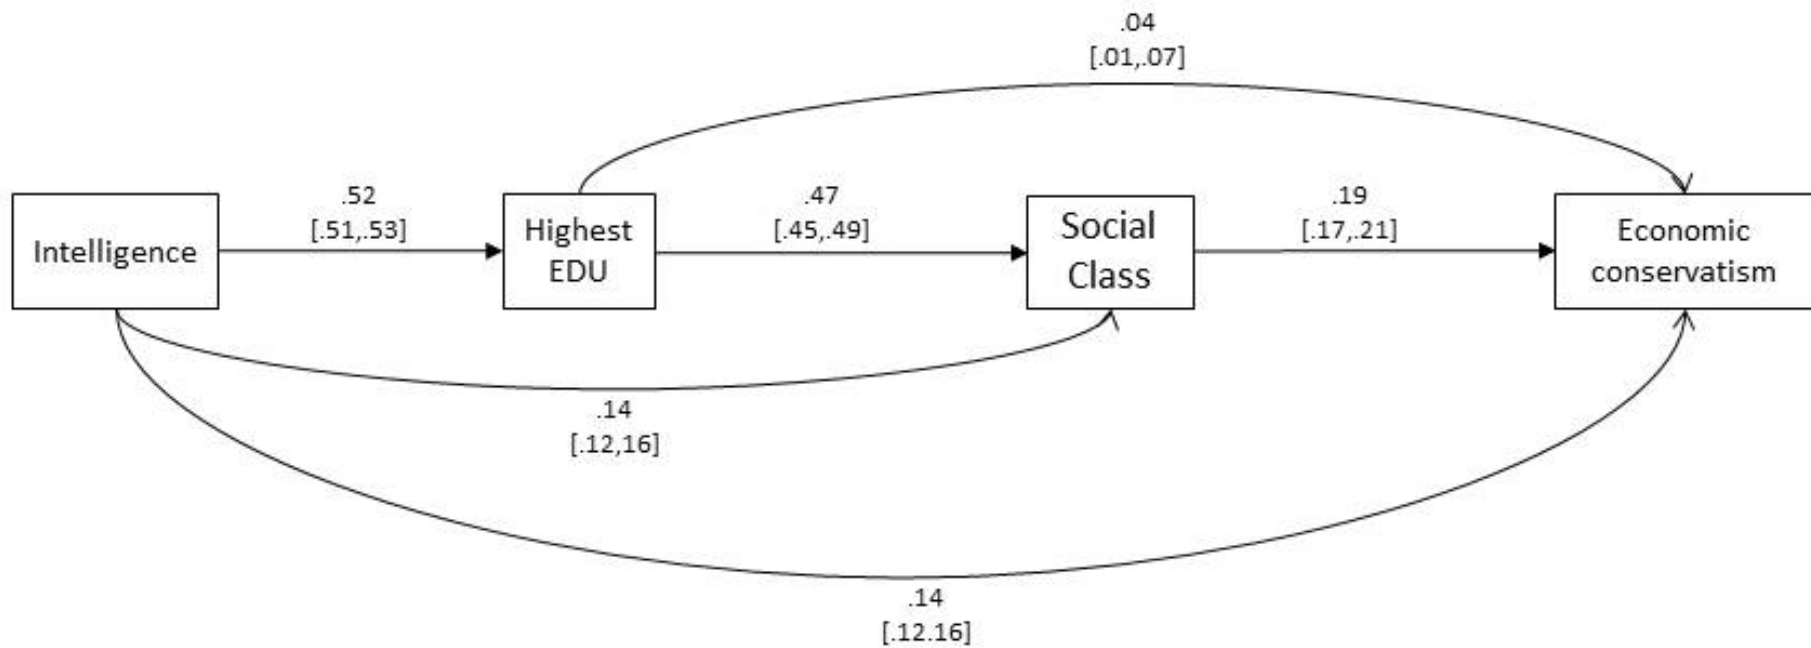 .04
[.01,.07]
.52
[.51,.53]
.47
[.45,.49]
.19
[.17,.21]
Intelligence
Highest
EDU
Social
Class
Economic
conservatism
.14
[.12,16]
.14
[.12.16]